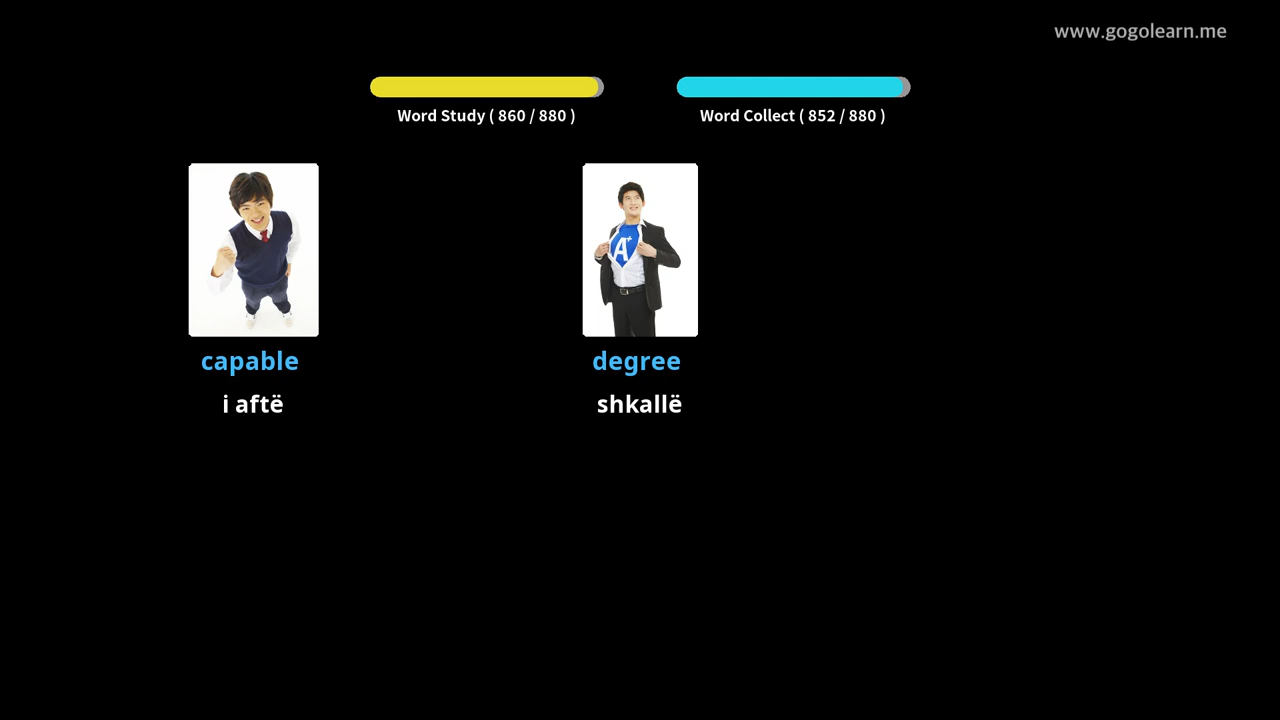 www.gogolearn.me
Word Study ( 860 / 880 )
Word Collect ( 852 / 880 )
A+
capable
degree
i aftë
shkallë